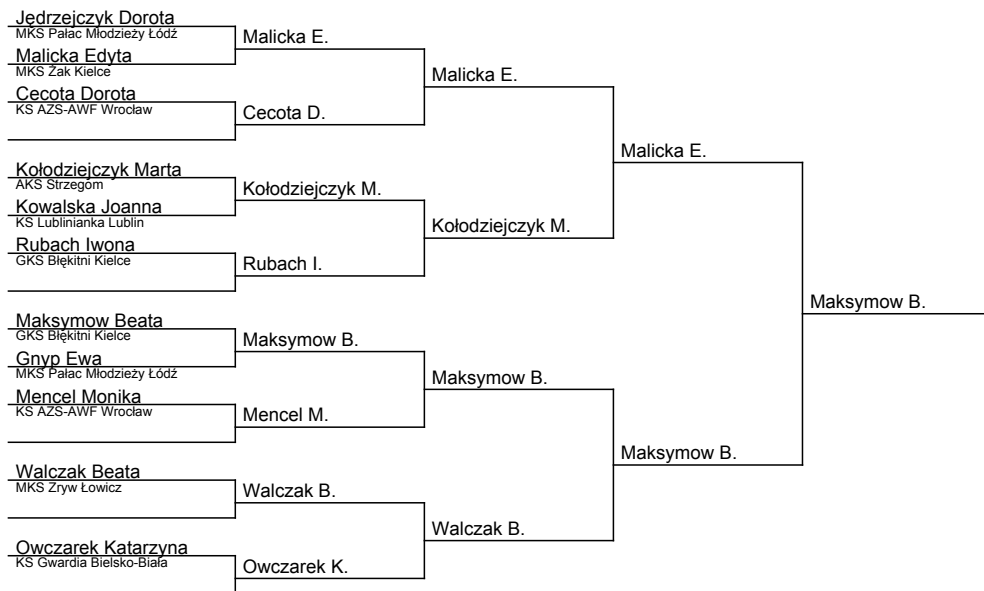 Jędrzejczyk Dorota
MKS Pałac Młodzieży Łódź
Malicka Edyta
MKS Żak Kielce
Cecota Dorota
KS AZS-AWF Wrocław
Kołodziejczyk Marta
AKS Strzegom
Kowalska Joanna
KS Lublinianka Lublin
Rubach Iwona
GKS Błękitni Kielce
Maksymow Beata
GKS Błękitni Kielce
Gnyp Ewa
MKS Pałac Młodzieży Łódź
Mencel Monika
KS AZS-AWF Wrocław
Walczak Beata
MKS Zryw Łowicz
Owczarek Katarzyna
KS Gwardia Bielsko-Biała
Malicka E.
Cecota D.
Kołodziejczyk M.
Rubach I.
Maksymow B.
Mencel M.
Walczak B.
Owczarek K.
Malicka E.
Kołodziejczyk M.
Maksymow B.
Walczak B.
Malicka E.
Maksymow B.
Maksymow B.